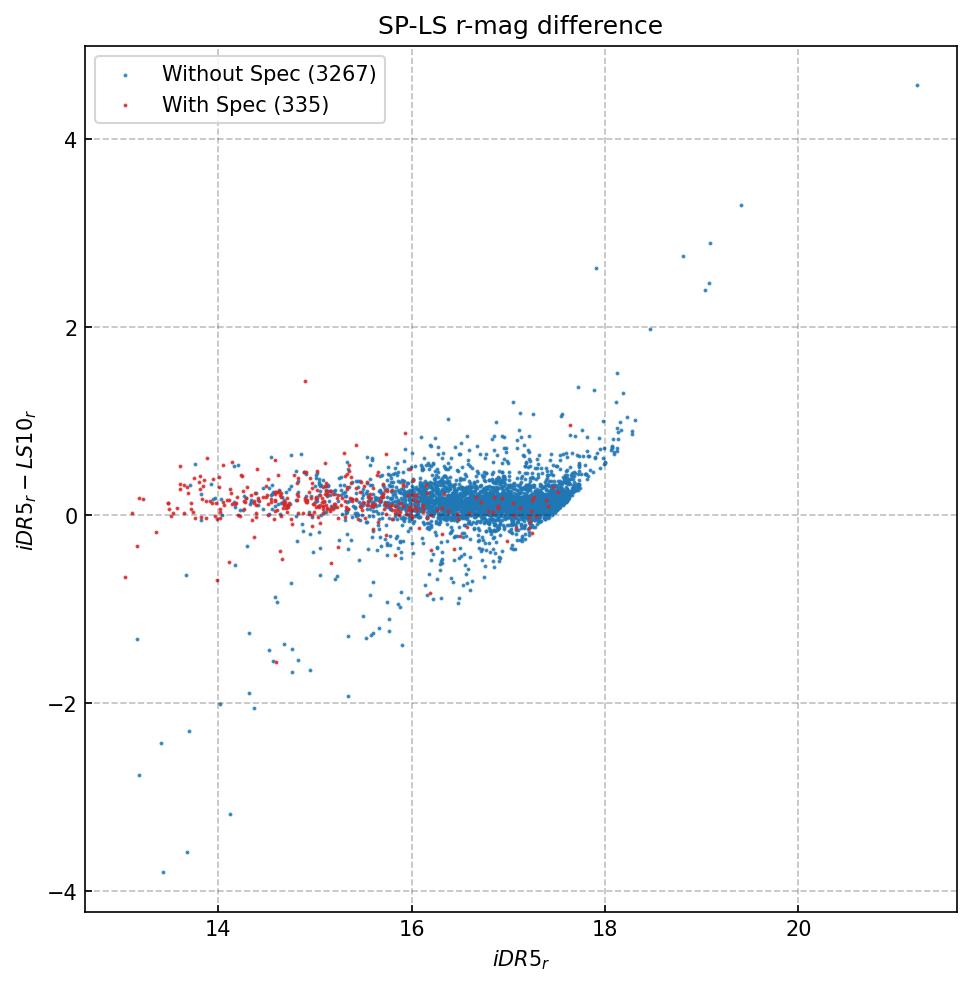 SP-LS r-mag difference
Without Spec (3267)
With Spec (335)
4
2
0
−2
−4
iDR5r − LS10r
14 16 18 20
iDR5r